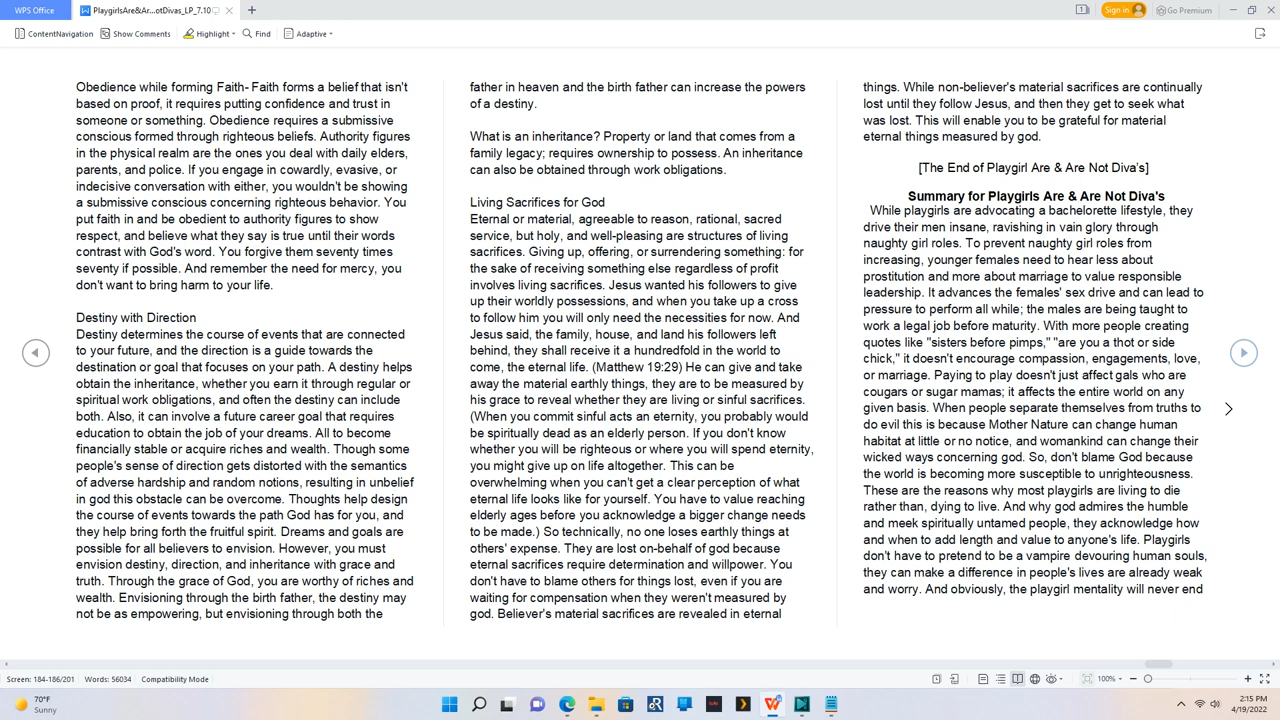 WPS Office
PlaygirlsAre&Ar...otDivas_LP_7.10
Sign in
Go Premium
ContentNavigation
Show Comments
Highlight
Find
Adaptive
Obedience while forming Faith- Faith forms a belief that isn't
based on proof, it requires putting confidence and trust in
someone or something. Obedience requires a submissive
conscious formed through righteous beliefs. Authority figures
in the physical realm are the ones you deal with daily elders,
parents, and police. If you engage in cowardly, evasive, or
indecisive conversation with either, you wouldn't be showing
a submissive conscious concerning righteous behavior. You
put faith in and be obedient to authority figures to show
respect, and believe what they say is true until their words
contrast with God's word. You forgive them seventy times
seventy if possible. And remember the need for mercy, you
don't want to bring harm to your life.
Destiny with Direction
Destiny determines the course of events that are connected
to your future, and the direction is a guide towards the
destination or goal that focuses on your path. A destiny helps
obtain the inheritance, whether you earn it through regular or
spiritual work obligations, and often the destiny can include
both. Also, it can involve a future career goal that requires
education to obtain the job of your dreams. All to become
financially stable or acquire riches and wealth. Though some
people's sense of direction gets distorted with the semantics
of adverse hardship and random notions, resulting in unbelief
in god this obstacle can be overcome. Thoughts help design
the course of events towards the path God has for you, and
they help bring forth the fruitful spirit. Dreams and goals are
possible for all believers to envision. However, you must
envision destiny, direction, and inheritance with grace and
truth. Through the grace of God, you are worthy of riches and
wealth. Envisioning through the birth father, the destiny may
not be as empowering, but envisioning through both the
father in heaven and the birth father can increase the powers
of a destiny.
What is an inheritance? Property or land that comes from a
family legacy; requires ownership to possess. An inheritance
can also be obtained through work obligations.
Living Sacrifices for God
Eternal or material, agreeable to reason, rational, sacred
service, but holy, and well-pleasing are structures of living
sacrifices. Giving up, offering, or surrendering something: for
the sake of receiving something else regardless of profit
involves living sacrifices. Jesus wanted his followers to give
up their worldly possessions, and when you take up a cross
to follow him you will only need the necessities for now. And
Jesus said, the family, house, and land his followers left
behind, they shall receive it a hundredfold in the world to
come, the eternal life. (Matthew 19:29) He can give and take
away the material earthly things, they are to be measured by
his grace to reveal whether they are living or sinful sacrifices.
(When you commit sinful acts an eternity, you probably would
be spiritually dead as an elderly person. If you don't know
whether you will be righteous or where you will spend eternity,
you might give up on life altogether. This can be
overwhelming when you can't get a clear perception of what
eternal life looks like for yourself. You have to value reaching
elderly ages before you acknowledge a bigger change needs
to be made.) So technically, no one loses earthly things at
others' expense. They are lost on-behalf of god because
eternal sacrifices require determination and willpower. You
don't have to blame others for things lost, even if you are
waiting for compensation when they weren't measured by
god. Believer's material sacrifices are revealed in eternal
things. While non-believer's material sacrifices are continually
lost until they follow Jesus, and then they get to seek what
was lost. This will enable you to be grateful for material
eternal things measured by god.
[The End of Playgirl Are & Are Not Diva's]
Summary for Playgirls Are & Are Not Diva's
While playgirls are advocating a bachelorette lifestyle, they
drive their men insane, ravishing in vain glory through
naughty girl roles. To prevent naughty girl roles from
increasing, younger females need to hear less about
prostitution and more about marriage to value responsible
leadership. It advances the females' sex drive and can lead to
pressure to perform all while; the males are being taught to
work a legal job before maturity. With more people creating
quotes like "sisters before pimps," "are you a thot or side
chick," it doesn't encourage compassion, engagements, love,
or marriage. Paying to play doesn't just affect gals who are
cougars or sugar mamas; it affects the entire world on any
given basis. When people separate themselves from truths to
do evil this is because Mother Nature can change human
habitat at little or no notice, and womankind can change their
wicked ways concerning god. So, don't blame God because
the world is becoming more susceptible to unrighteousness.
These are the reasons why most playgirls are living to die
rather than, dying to live. And why god admires the humble
and meek spiritually untamed people, they acknowledge how
and when to add length and value to anyone's life. Playgirls
don't have to pretend to be a vampire devouring human souls,
they can make a difference in people's lives are already weak
and worry. And obviously, the playgirl mentality will never end
Screen: 184-186/201
Words: 56034
Compatibility Mode
100%
70°F
Sunny
2:15 PM
4/19/2022